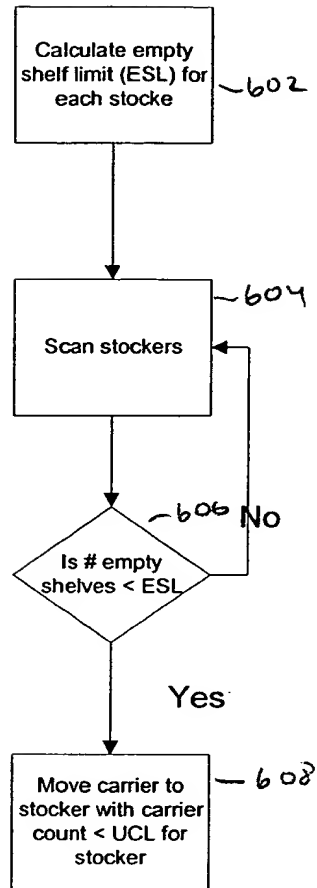 Calculate empty
shelf limit (ESL) for
each stocke
602
604
Scan stockers
606
No
Is # empty
shelves < ESL
Yes
Move carrier to
stocker with carrier
count < UCL for
stocker
608